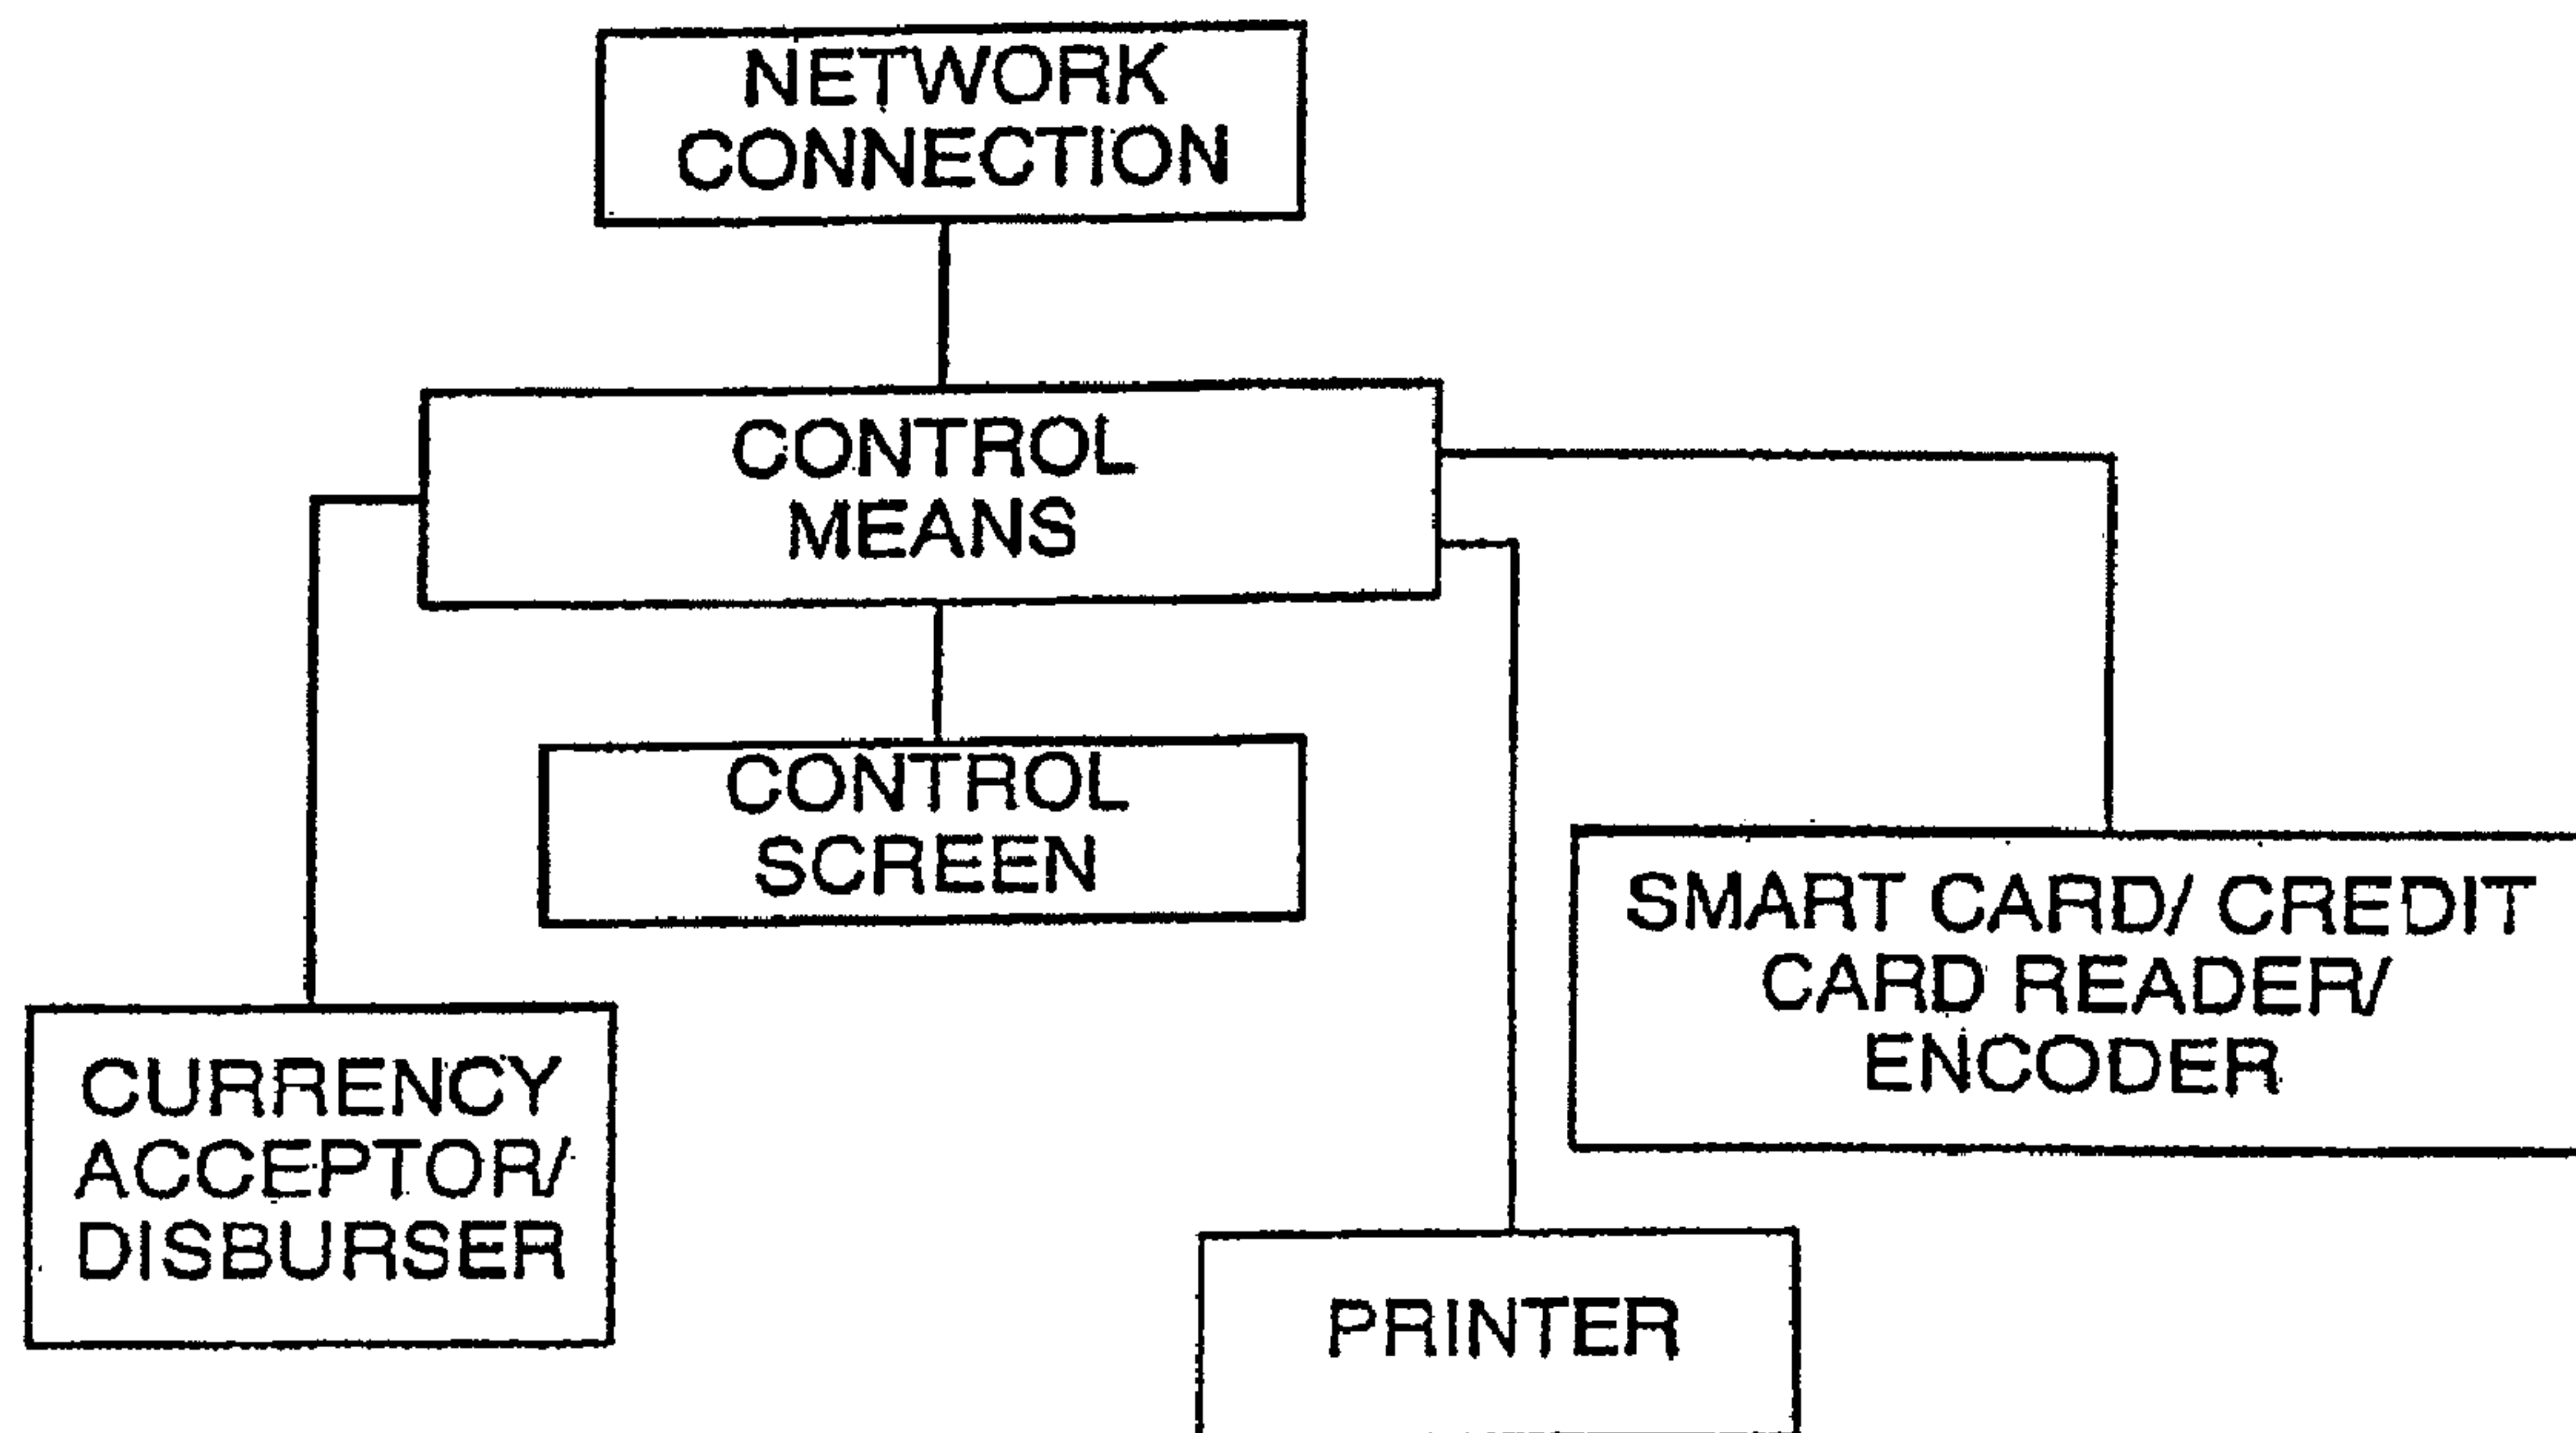 NETWORK
CONNECTION
CONTROL
MEANS
CONTROL
SCREEN
SMART CARD/ CREDIT
CARD READER/
ENCODER
CURRENCY
ACCEPTOR/
DISBURSER
PRINTER